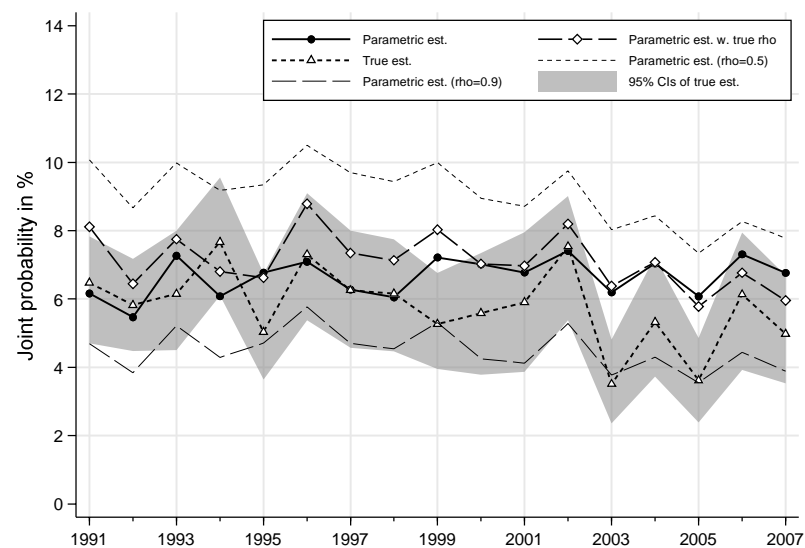 14
12
10
8
6
4
2
0
Joint probability in %
Parametric est.
True est.
Parametric est. (rho=0.9)
Parametric est. w. true rho
Parametric est. (rho=0.5)
95% CIs of true est.
1991 1993 1995 1997 1999 2001 2003 2005 2007